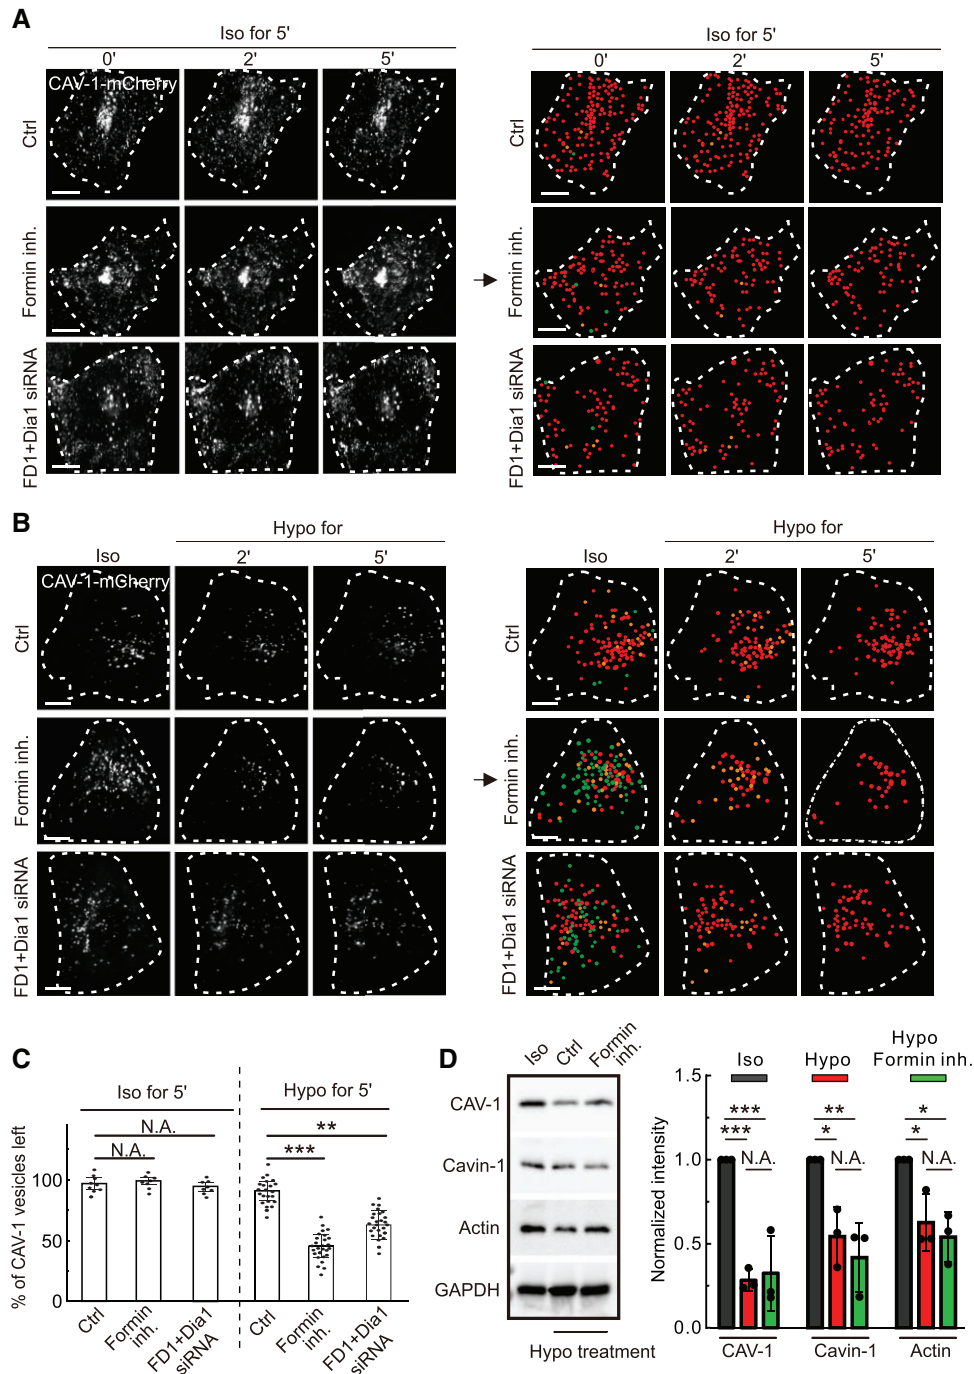 A
Iso for 5'
0' 2' 5'
CAV-1-mCherry
Ctrl
Formin inh.
FD1+Dia1 siRNA
Iso for 5'
0' 2' 5'
Ctrl
Formin inh.
FD1+Dia1 siRNA
B
Hypo for
Iso 2' 5'
CAV-1-mCherry
Ctrl
Formin inh.
FD1+Dia1 siRNA
Hypo for
Iso 2' 5'
Ctrl
Formin inh.
FD1+Dia1 siRNA
C
Iso for 5' Hypo for 5'
N.A.
N.A.
**
***
% of CAV-1 vesicles left
100
50
0
Ctrl
Formin
inh.
FD1+Dia1
siRNA
Ctrl
Formin
inh.
FD1+Dia1
siRNA
D
Iso
Ctrl
Formin
inh.
CAV-1
Cavin-1
Actin
GAPDH
Hypo treatment
Iso
Hypo
Hypo
Formin inh.
Normalized intensity
1.5
1.0
0.5
0.0
***
***
N.A.
**
*
N.A.
*
*
N.A.
CAV-1 Cavin-1 Actin